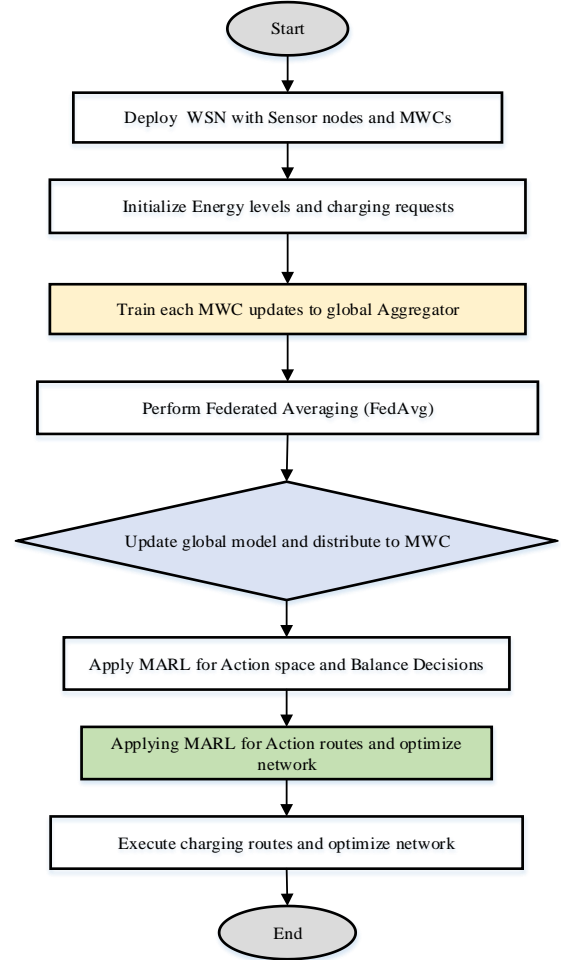 Start
Deploy WSN with Sensor nodes and MWCs
Initialize Energy levels and charging requests
Train each MWC updates to global Aggregator
Perform Federated Averaging (FedAvg)
Update global model and distribute to MWC
Apply MARL for Action space and Balance Decisions
Applying MARL for Action routes and optimize
network
Execute charging routes and optimize network
End